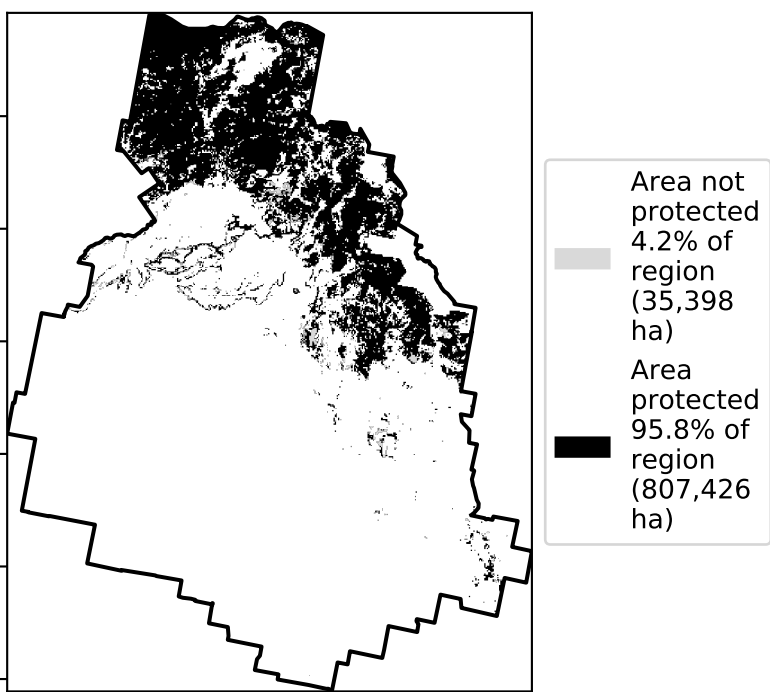 Area not
protected
4.2% of
region
(35,398
ha)
Area
protected
95.8% of
region
(807,426
ha)